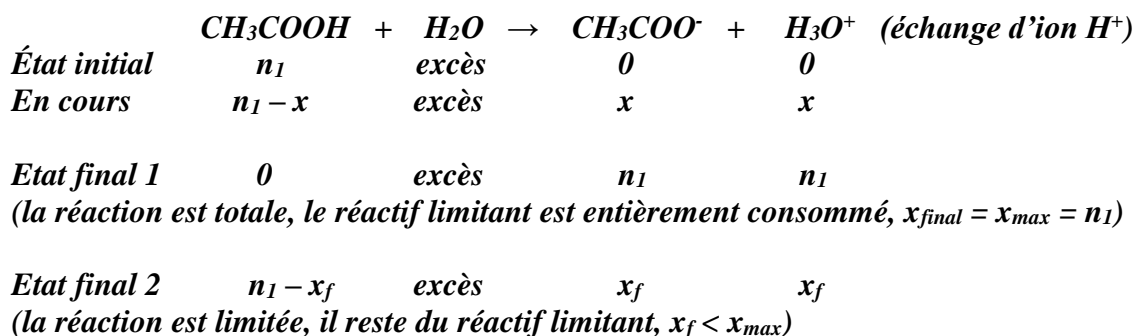 CH₃COOH + H₂O → CH₃COO⁻ + H₃O⁺ (échange d’ion H⁺)
État initial n₁ excès 0 0
En cours n₁ – x excès x x
Etat final 1 0 excès n₁ n₁
(la réaction est totale, le réactif limitant est entièrement consommé, x_final = x_max = n₁)
Etat final 2 n₁ – x_f excès x_f x_f
(la réaction est limitée, il reste du réactif limitant, x_f < x_max)